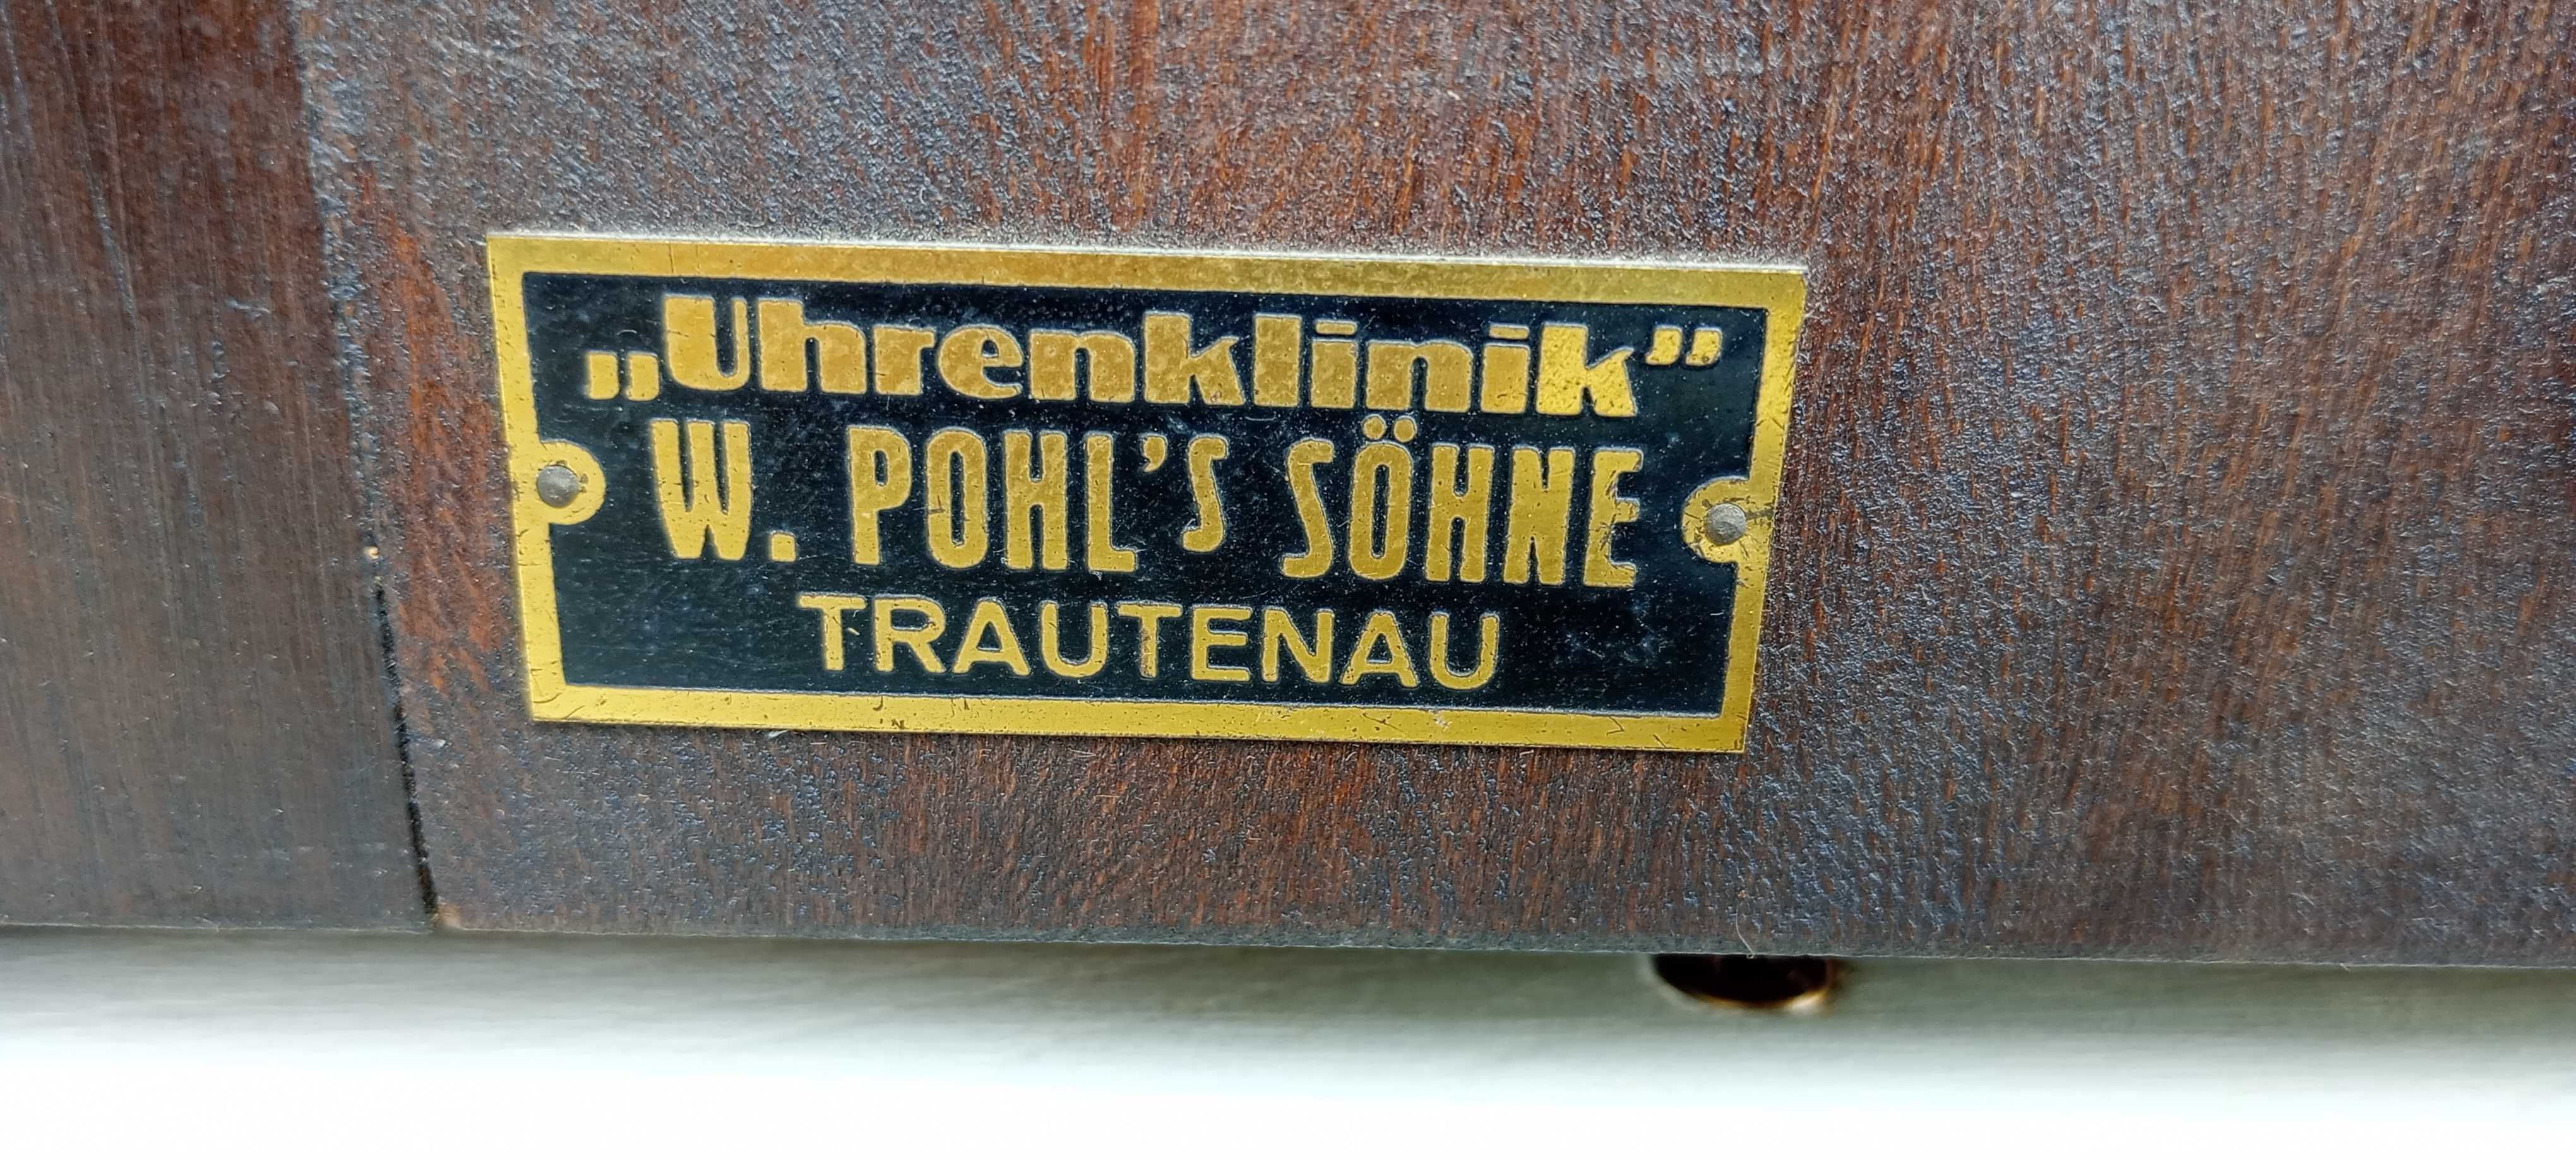 „Uhrenklinik”
W. POHL’S SÖHNE
TRAUTENAU